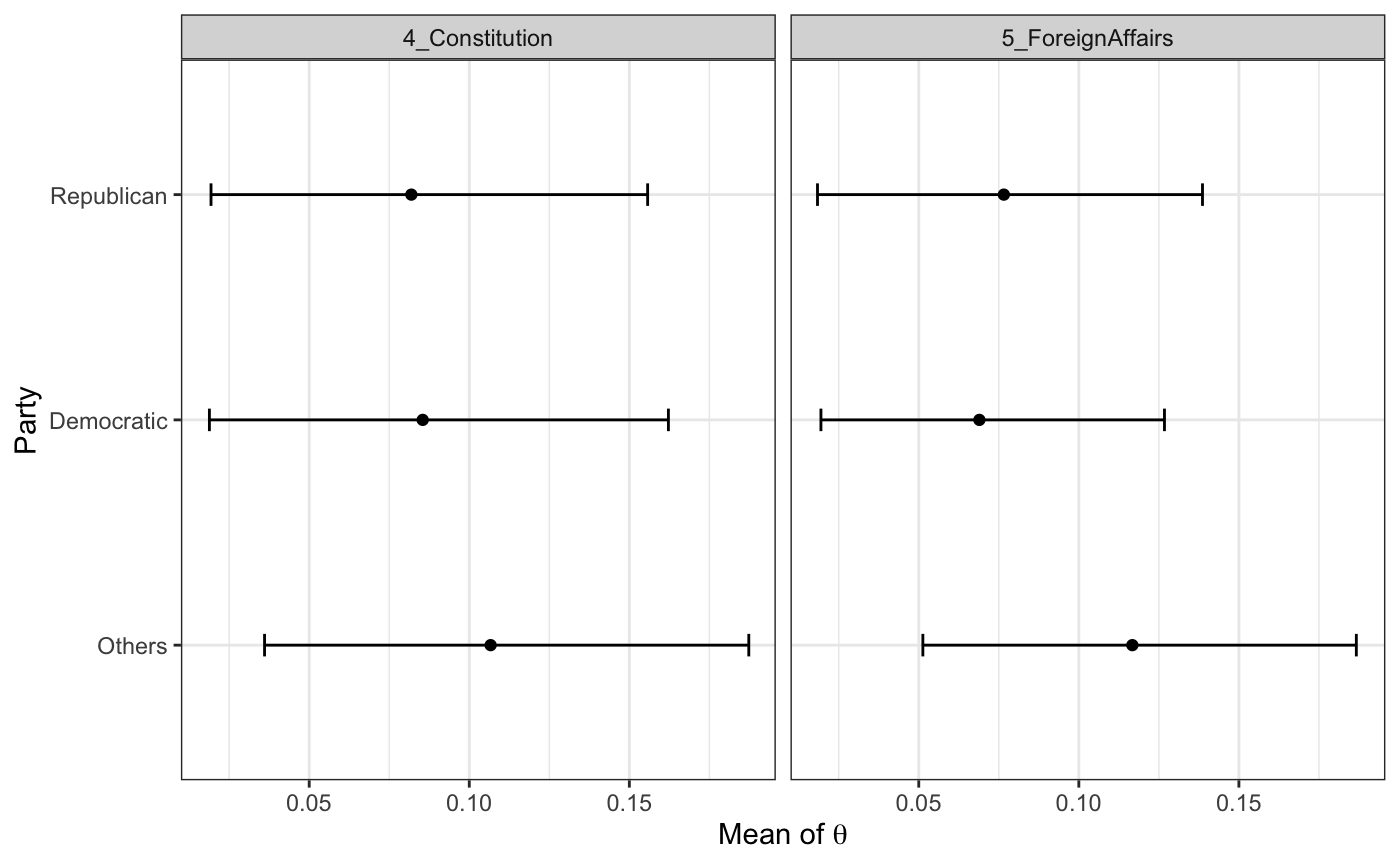 4_Constitution
5_ForeignAffairs
Party
Republican
Democratic
Others
0.05 0.10 0.15
0.05 0.10 0.15
Mean of θ